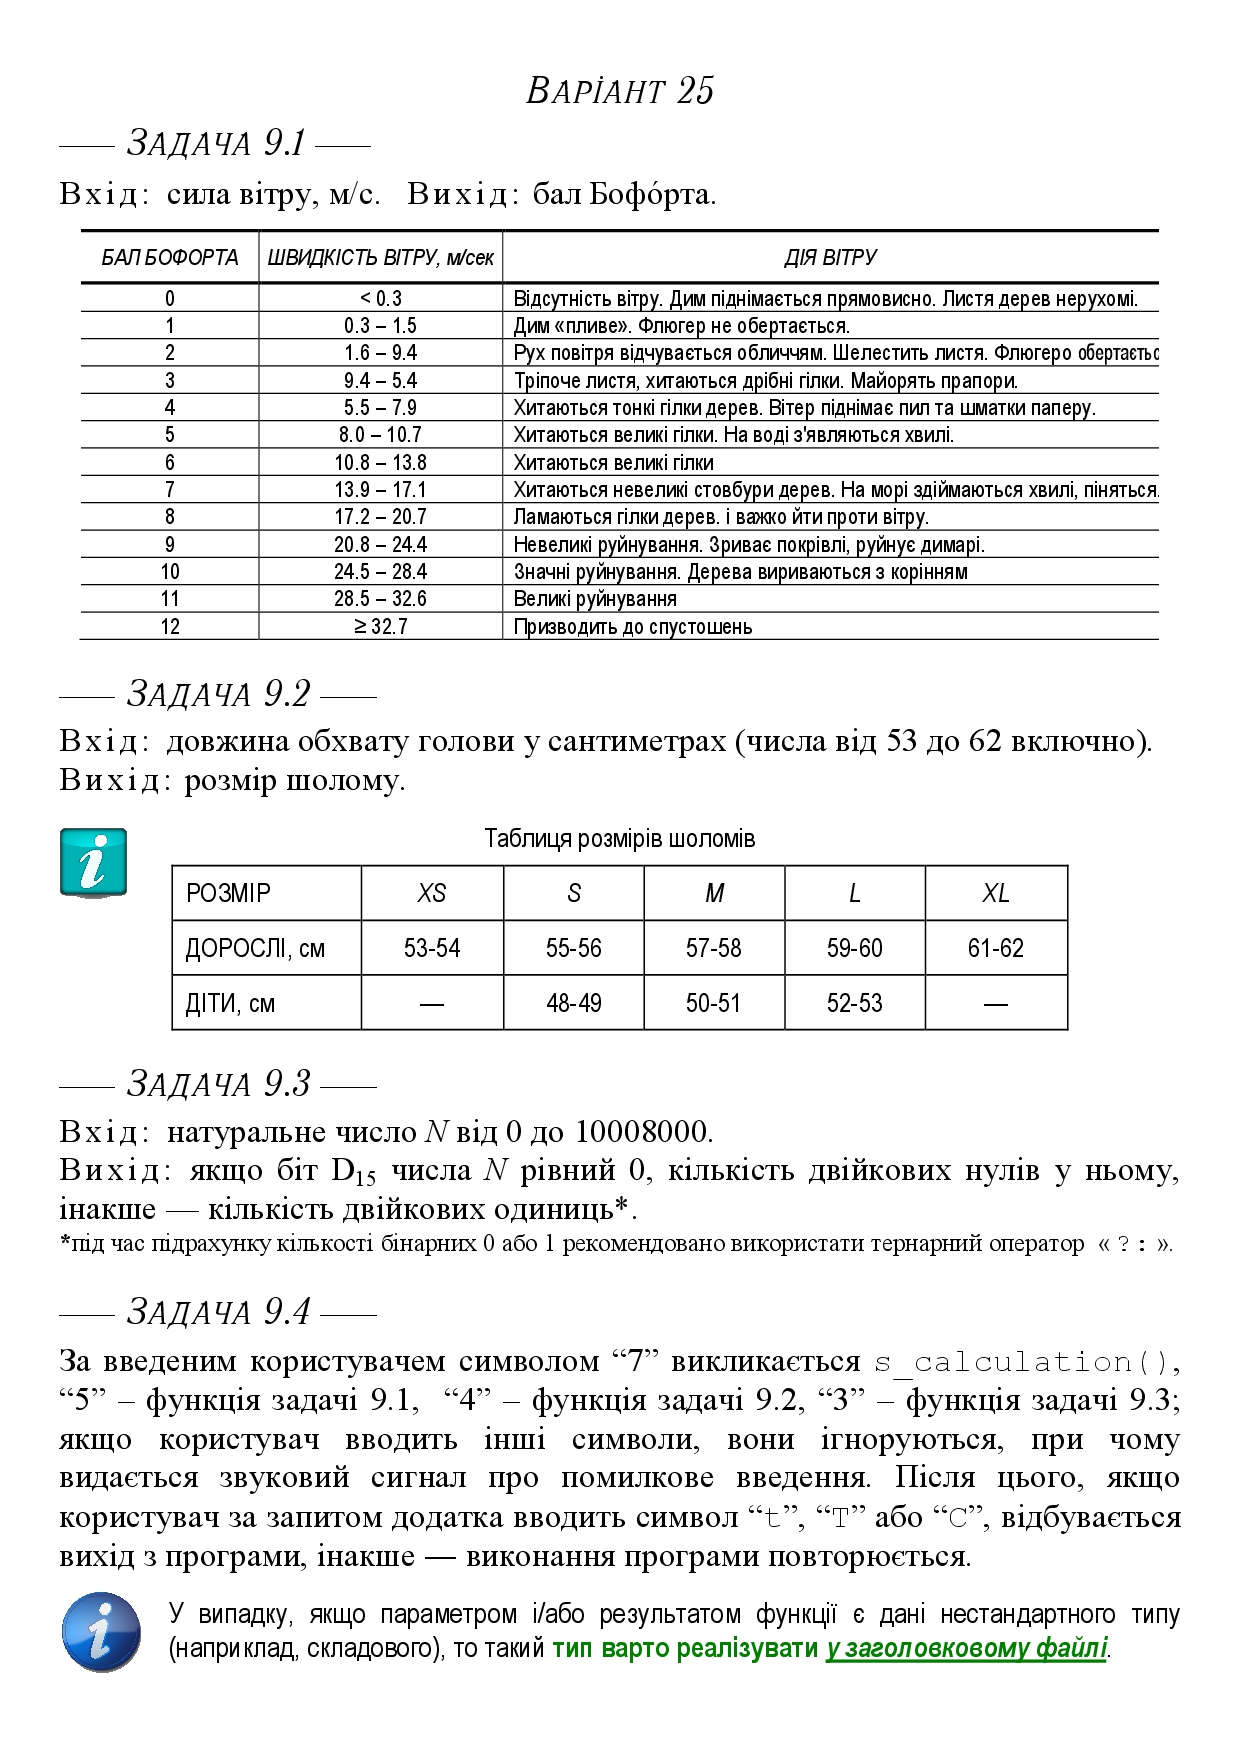 ВАРІАНТ 25
ЗАДАЧА 9.1
Вхід: сила вітру, м/с. Вихід: бал Бофо́рта.
БАЛ БОФОРТА ШВИДКІСТЬ ВІТРУ, м/сек ДІЯ ВІТРУ
0 < 0.3 Відсутність вітру. Дим піднімається прямовисно. Листя дерев нерухомі.
1 0.3 – 1.5 Дим «пливе». Флюгер не обертається.
2 1.6 – 9.4 Рух повітря відчувається обличчям. Шелестить листя. Флюгеро обертаєтьс
3 9.4 – 5.4 Тріпоче листя, хитаються дрібні гілки. Майорять прапори.
4 5.5 – 7.9 Хитаються тонкі гілки дерев. Вітер піднімає пил та шматки паперу.
5 8.0 – 10.7 Хитаються великі гілки. На воді з'являються хвилі.
6 10.8 – 13.8 Хитаються великі гілки
7 13.9 – 17.1 Хитаються невеликі стовбури дерев. На морі здіймаються хвилі, піняться.
8 17.2 – 20.7 Ламаються гілки дерев. і важко йти проти вітру.
9 20.8 – 24.4 Невеликі руйнування. Зриває покрівлі, руйнує димарі.
10 24.5 – 28.4 Значні руйнування. Дерева вириваються з корінням
11 28.5 – 32.6 Великі руйнування
12 ≥ 32.7 Призводить до спустошень
ЗАДАЧА 9.2
Вхід: довжина обхвату голови у сантиметрах (числа від 53 до 62 включно).
Вихід: розмір шолому.
i
Таблиця розмірів шоломів
РОЗМІР XS S M L XL
ДОРОСЛІ, см 53-54 55-56 57-58 59-60 61-62
ДІТИ, см — 48-49 50-51 52-53 —
ЗАДАЧА 9.3
Вхід: натуральне число N від 0 до 10008000.
Вихід: якщо біт D15 числа N рівний 0, кількість двійкових нулів у ньому,
інакше — кількість двійкових одиниць*.
*під час підрахунку кількості бінарних 0 або 1 рекомендовано використати тернарний оператор « ?: ».
ЗАДАЧА 9.4
За введеним користувачем символом “7” викликається s_calculation(),
“5” – функція задачі 9.1, “4” – функція задачі 9.2, “3” – функція задачі 9.3;
якщо користувач вводить інші символи, вони ігноруються, при чому
видається звуковий сигнал про помилкове введення. Після цього, якщо
користувач за запитом додатка вводить символ “t”, “T” або “C”, відбувається
вихід з програми, інакше — виконання програми повторюється.
i
У випадку, якщо параметром і/або результатом функції є дані нестандартного типу
(наприклад, складового), то такий тип варто реалізувати у заголовковому файлі.